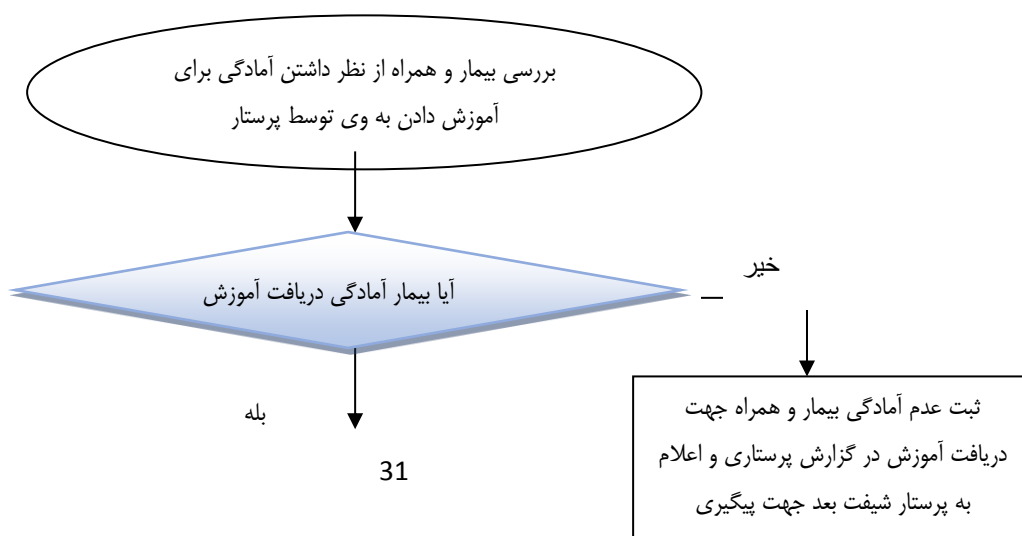 بررسی بیمار و همراه از نظر داشتن آمادگی برای
آموزش دادن به وی توسط پرستار
آیا بیمار آمادگی دریافت آموزش
خیر
بله
ثبت عدم آمادگی بیمار و همراه جهت
دریافت آموزش در گزارش پرستاری و اعلام
به پرستار شیفت بعد جهت پیگیری
31